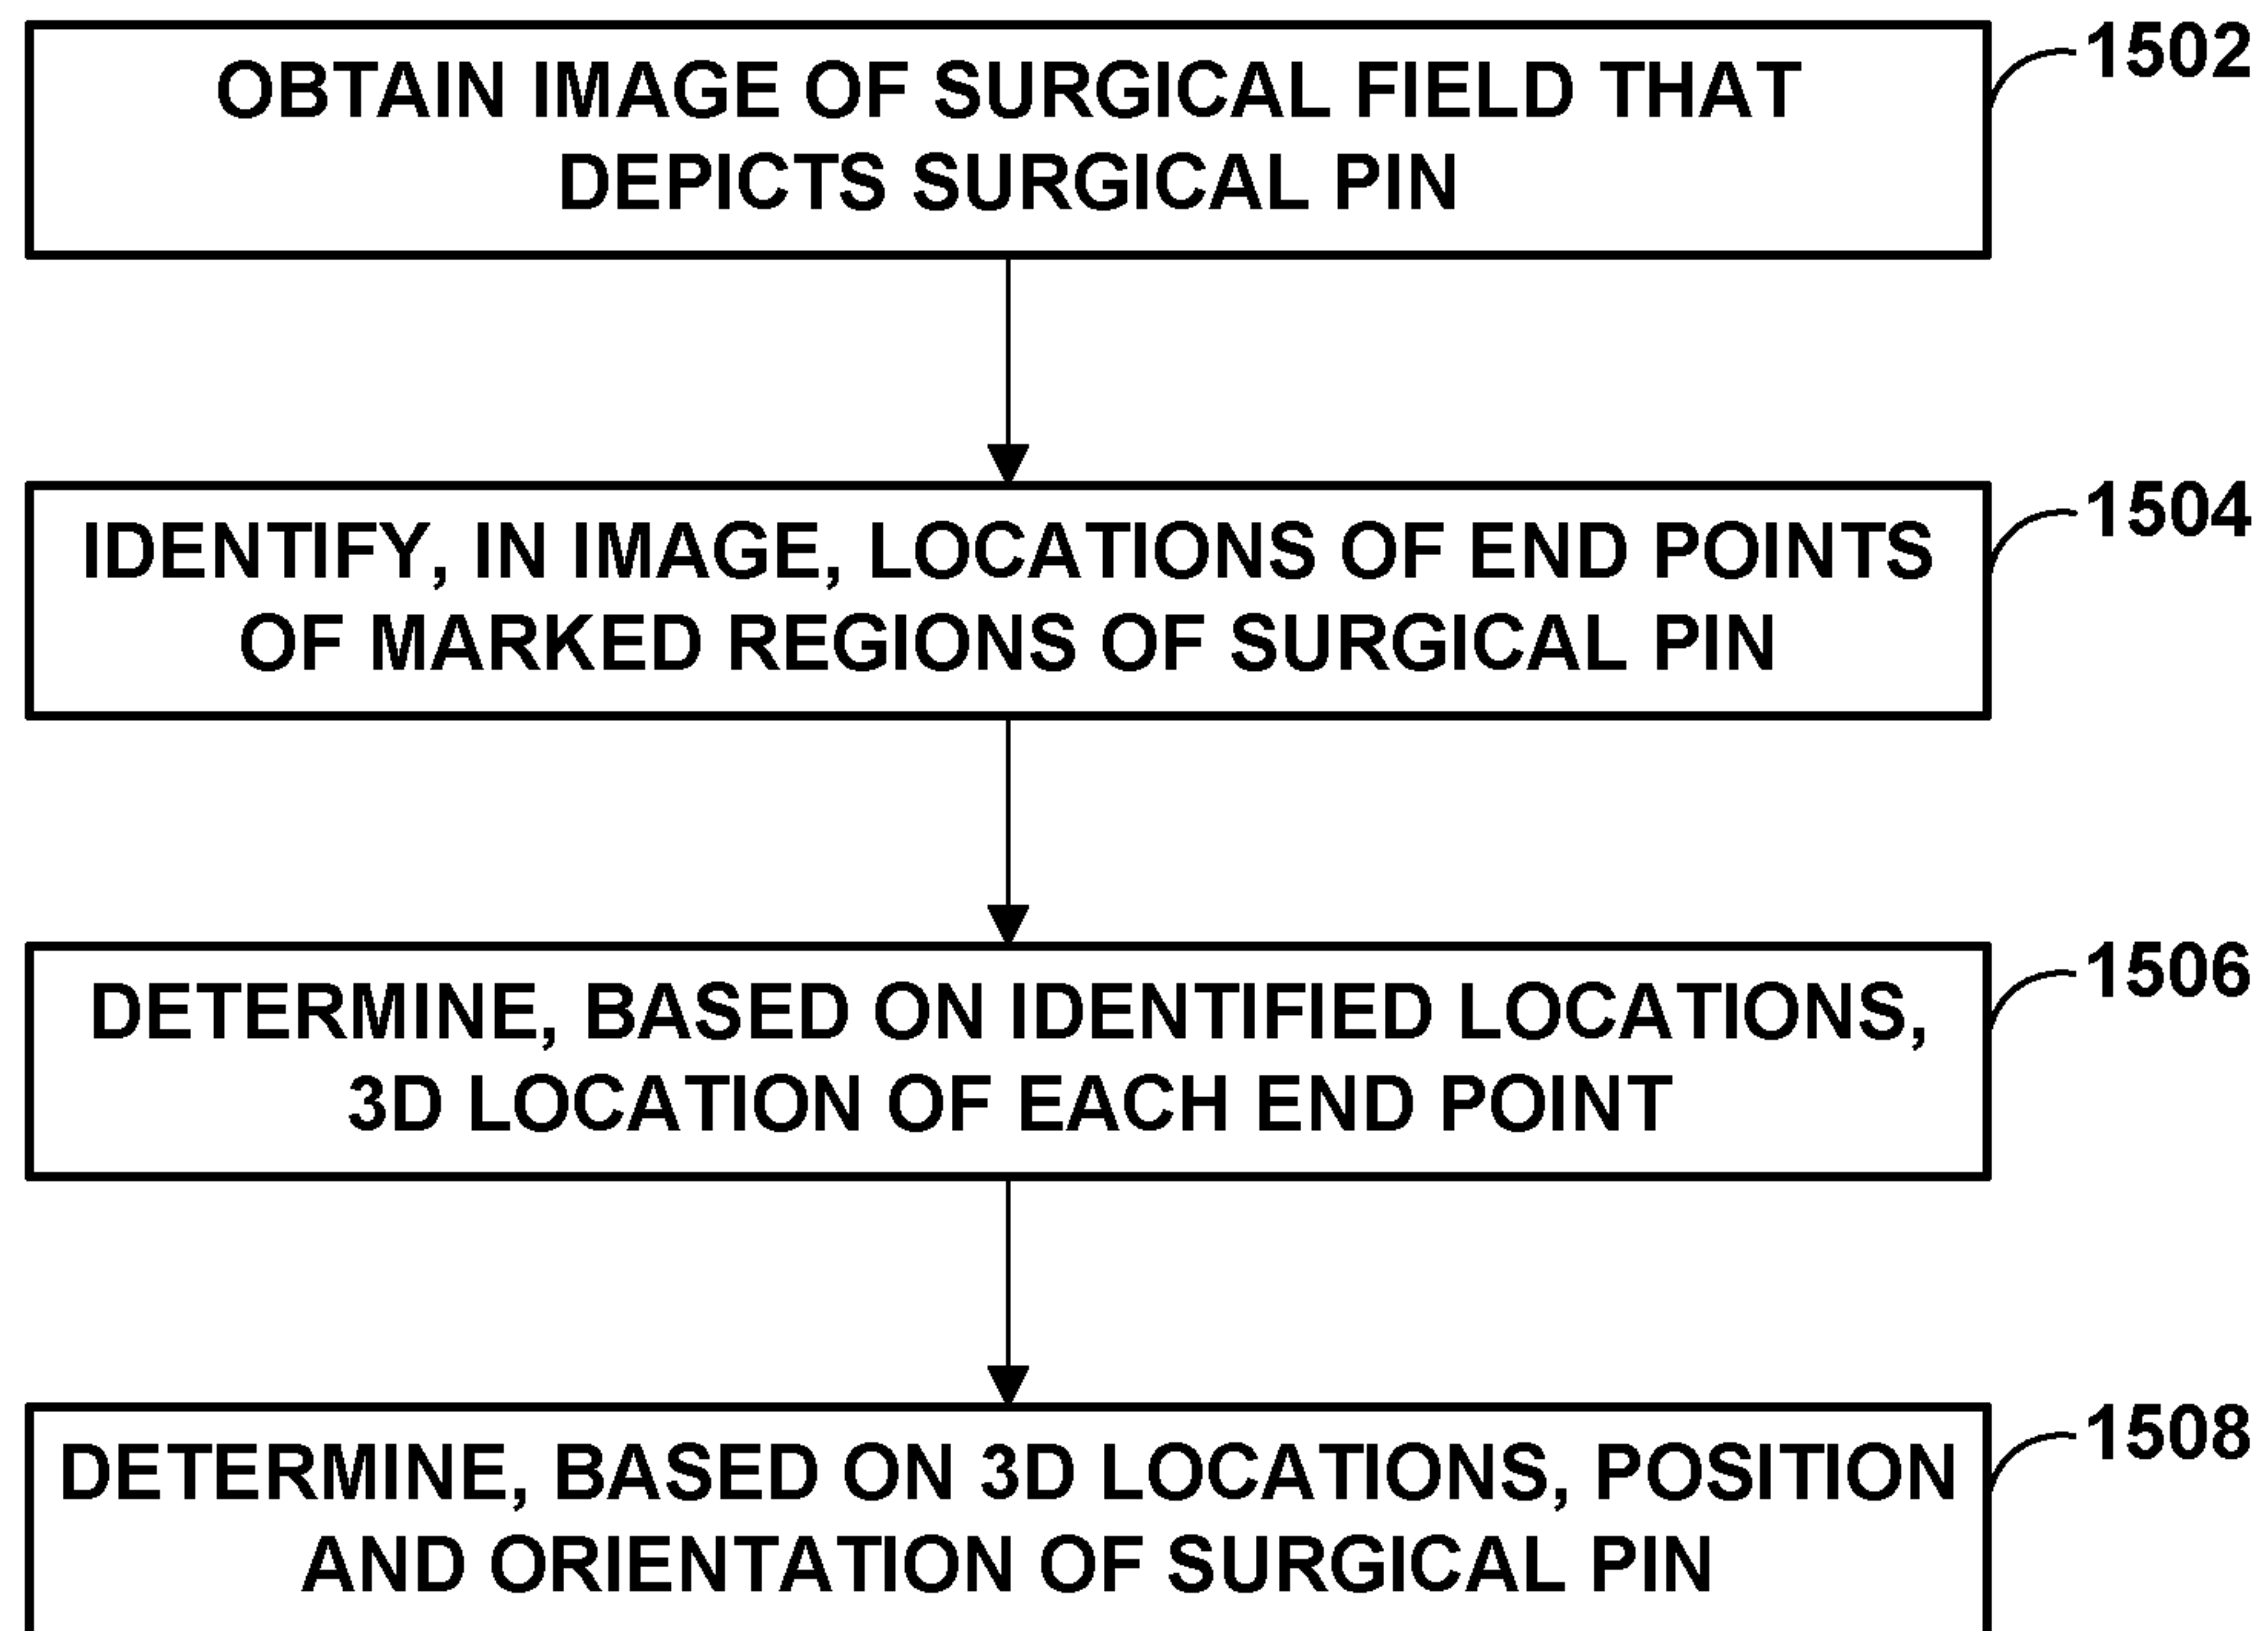 OBTAIN IMAGE OF SURGICAL FIELD THAT
DEPICTS SURGICAL PIN
1502
IDENTIFY, IN IMAGE, LOCATIONS OF END POINTS
OF MARKED REGIONS OF SURGICAL PIN
1504
DETERMINE, BASED ON IDENTIFIED LOCATIONS,
3D LOCATION OF EACH END POINT
1506
DETERMINE, BASED ON 3D LOCATIONS, POSITION
AND ORIENTATION OF SURGICAL PIN
1508